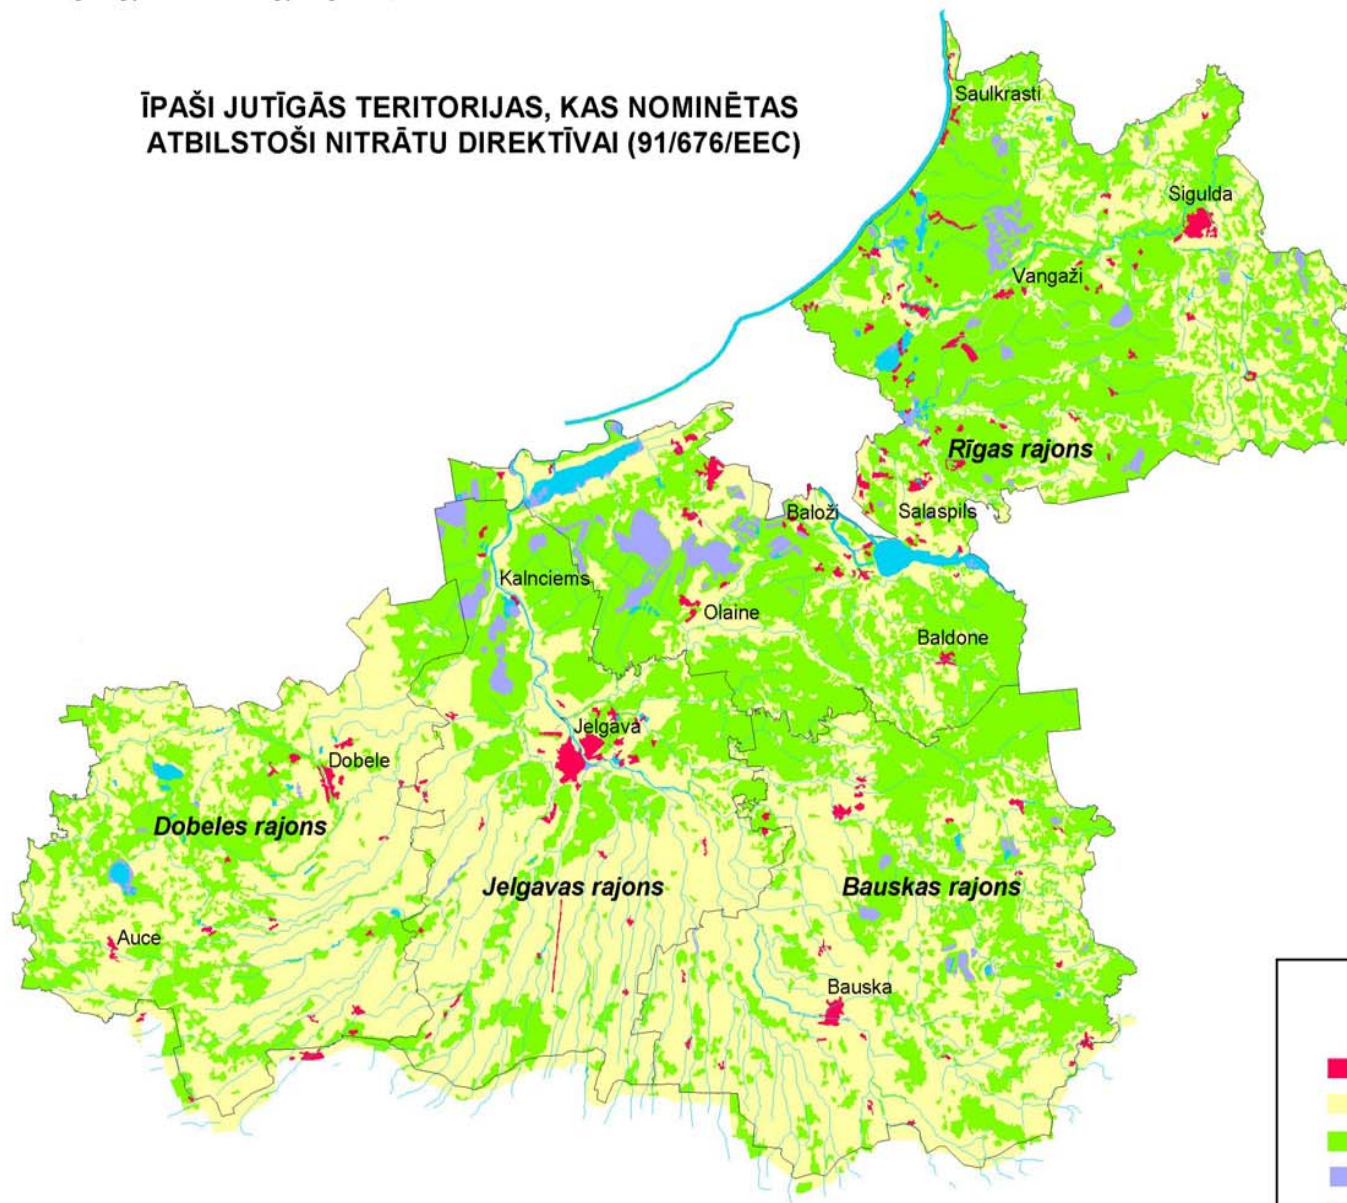 ĪPAŠI JUTĪGĀS TERITORIJAS, KAS NOMINĒTAS
ATBILSTOŠI NITRĀTU DIREKTĪVAI (91/676/EEC)
Saulkrasti
Sigulda
Vangaži
Rīgas rajons
Baloži
Salaspils
Kalnciems
Olaine
Baldone
Jelgava
Dobele
Dobeles rajons
Jelgavas rajons
Bauskas rajons
Auce
Bauska